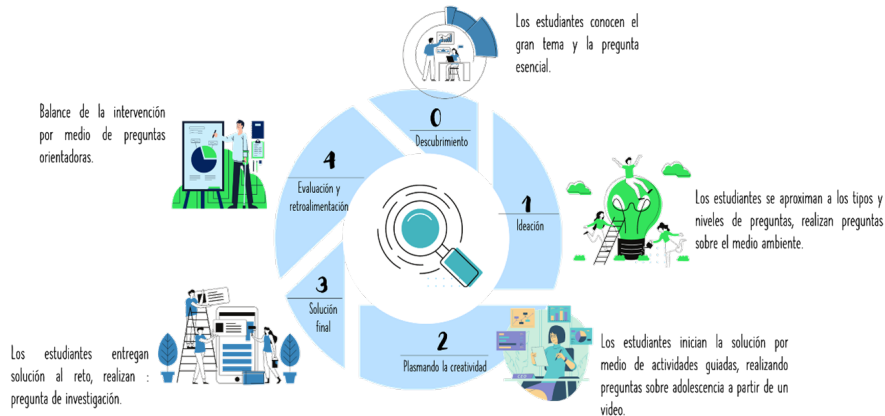 Los estudiantes conocen el
gran tema y la pregunta
esencial.
0
Descubrimiento
1
Ideación
Los estudiantes se aproximan a los tipos y
niveles de preguntas, realizan preguntas
sobre el medio ambiente.
2
Plasmando la creatividad
Los estudiantes inician la solución por
medio de actividades guiadas, realizando
preguntas sobre adolescencia a partir de un
video.
3
Solución
final
Los estudiantes entregan
solución al reto, realizan :
pregunta de investigación.
4
Evaluación y
retroalimentación
Balance de la intervención
por medio de preguntas
orientadoras.